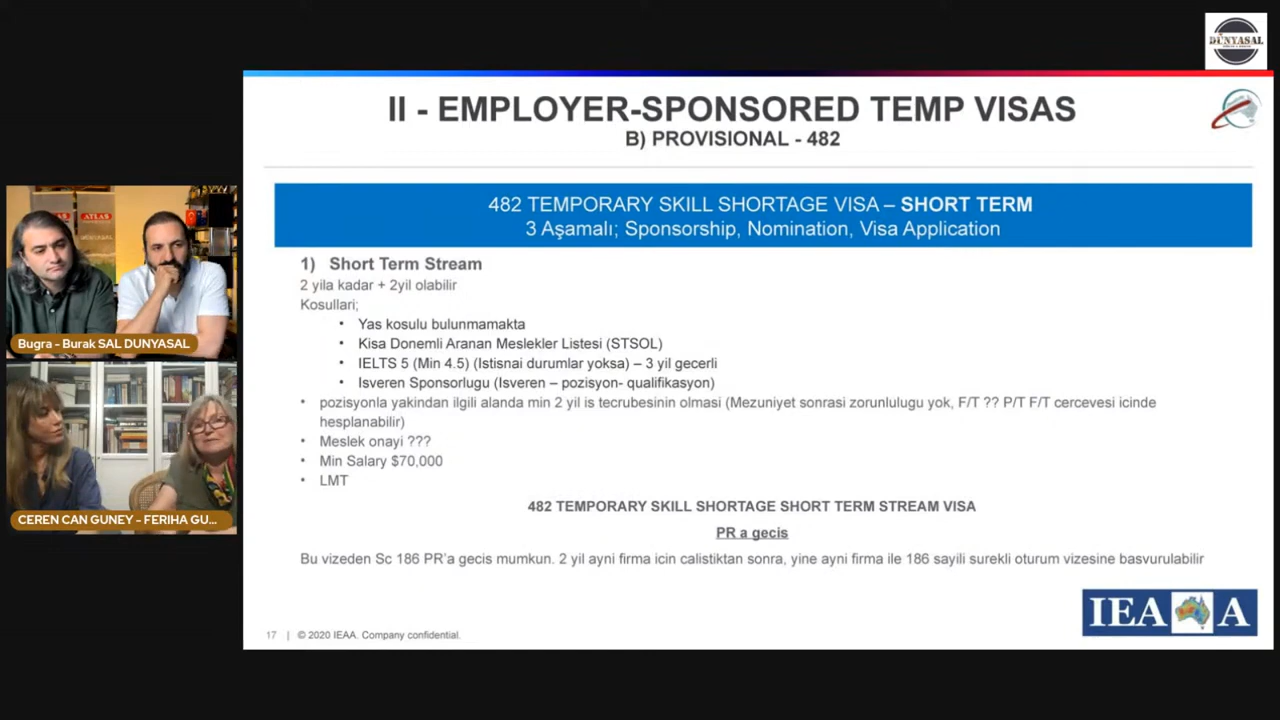 DÜNYASAL
II - EMPLOYER-SPONSORED TEMP VISAS
B) PROVISIONAL - 482
482 TEMPORARY SKILL SHORTAGE VISA – SHORT TERM
3 Aşamalı; Sponsorship, Nomination, Visa Application
1) Short Term Stream
2 yila kadar + 2yil olabilir
Kosullari;
• Yas kosulu bulunmamakta
• Kisa Donemli Aranan Meslekler Listesi (STSOL)
• IELTS 5 (Min 4.5) (Istisnai durumlar yoksa) – 3 yil gecerli
• Isveren Sponsorlugu (Isveren – pozisyon- qualifikasyon)
• pozisyonla yakindan ilgili alanda min 2 yil is tecrubesinin olmasi (Mezuniyet sonrasi zorunlulugu yok, F/T ?? P/T F/T cercevesi icinde
hesplanabilir)
• Meslek onayi ???
• Min Salary $70,000
• LMT
482 TEMPORARY SKILL SHORTAGE SHORT TERM STREAM VISA
PR a gecis
Bu vizeden Sc 186 PR’a gecis mumkun. 2 yil ayni firma icin calistiktan sonra, yine ayni firma ile 186 sayili surekli oturum vizesine basvurulabilir
IEAA
17 | © 2020 IEAA. Company confidential.
ATLAS
Bugra - Burak SAL DUNYASAL
CEREN CAN GUNEY - FERIHA GU...